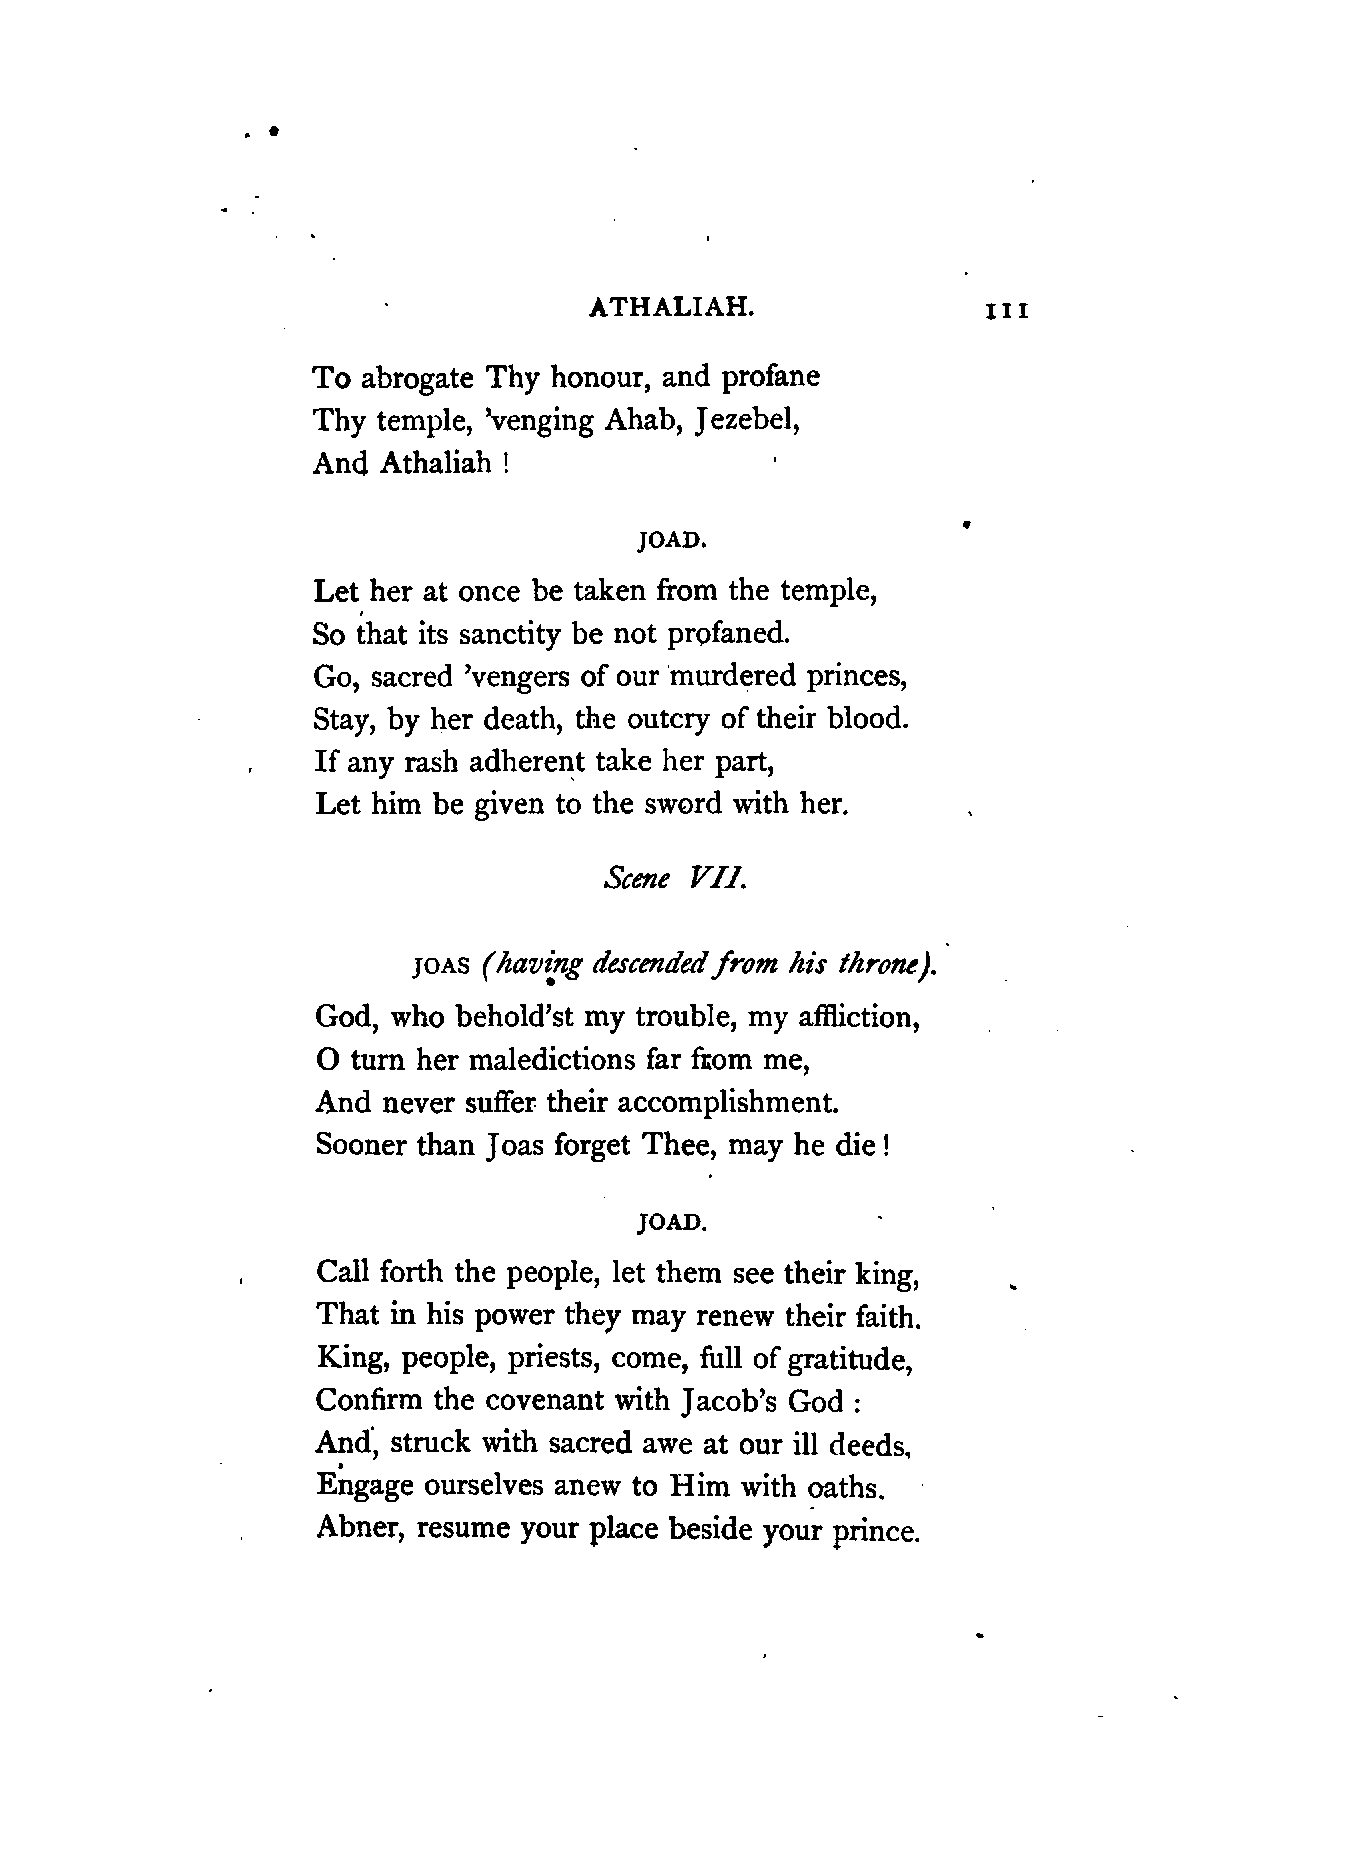 ATHALIAH. 111
To abrogate Thy honour, and profane
Thy temple, 'venging Ahab, Jezebel,
And Athaliah !
JOAD.
Let her at once be taken from the temple,
So that its sanctity be not profaned.
Go, sacred 'vengers of our murdered princes,
Stay, by her death, the outcry of their blood.
If any rash adherent take her part,
Let him be given to the sword with her.
Scene VII.
JOAS (having descended from his throne).
God, who behold'st my trouble, my affliction,
O turn her maledictions far from me,
And never suffer their accomplishment.
Sooner than Joas forget Thee, may he die !
JOAD.
Call forth the people, let them see their king,
That in his power they may renew their faith.
King, people, priests, come, full of gratitude,
Confirm the covenant with Jacob's God :
And, struck with sacred awe at our ill deeds,
Engage ourselves anew to Him with oaths.
Abner, resume your place beside your prince.